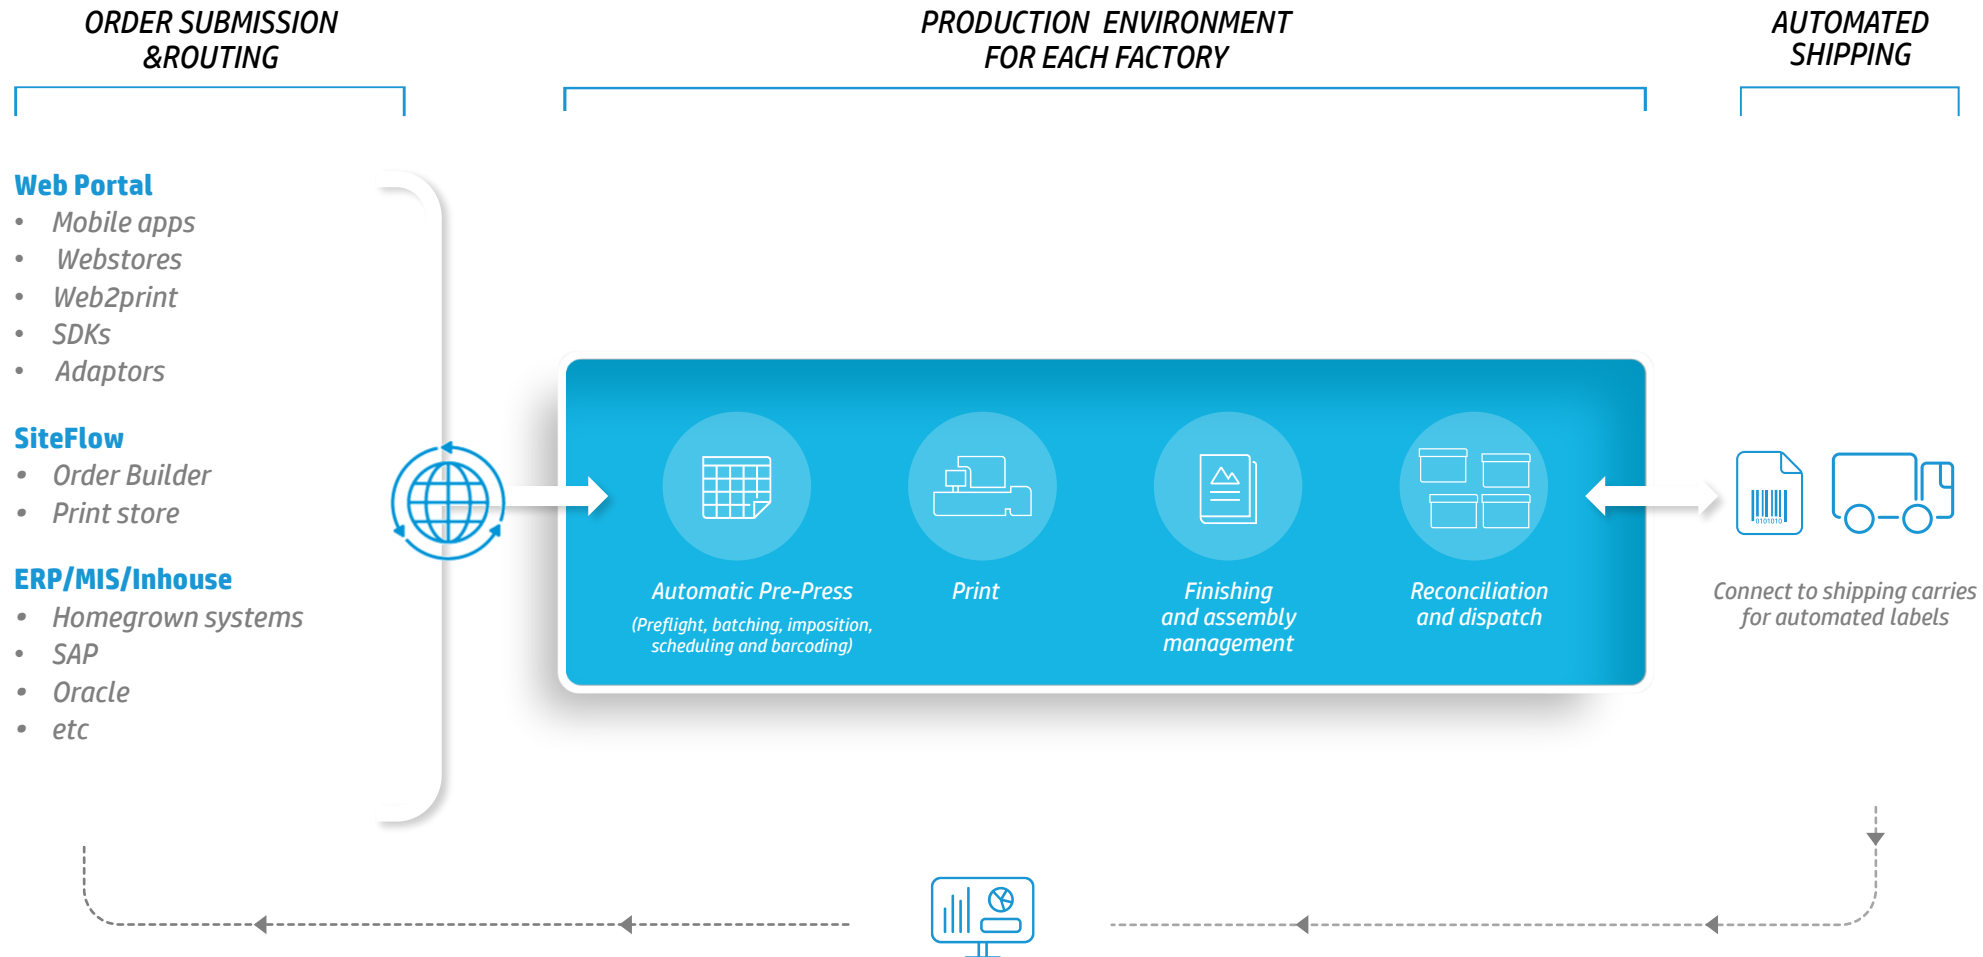 ORDER SUBMISSION
&ROUTING
PRODUCTION ENVIRONMENT
FOR EACH FACTORY
AUTOMATED
SHIPPING
Web Portal
• Mobile apps
• Webstores
• Web2print
• SDKs
• Adaptors
SiteFlow
• Order Builder
• Print store
ERP/MIS/Inhouse
• Homegrown systems
• SAP
• Oracle
• etc
Automatic Pre-Press
(Preflight, batching, imposition,
scheduling and barcoding)
Print
Finishing
and assembly
management
Reconciliation
and dispatch
0101010
Connect to shipping carries
for automated labels